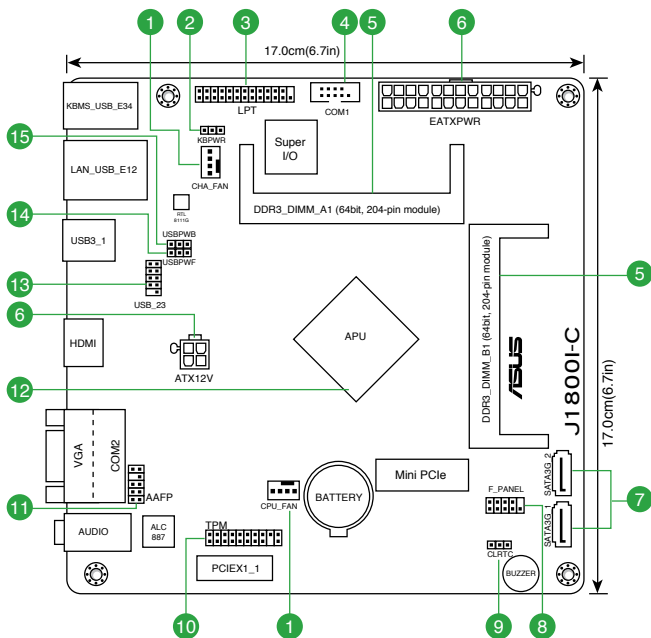 1
2
3
4
5
6
17.0cm(6.7in)
KBMS_USB_E34
LPT
COM1
EATXPWR
KBPWR
Super
I/O
15
CHA_FAN
LAN_USB_E12
RTL
8111G
DDR3_DIMM_A1 (64bit, 204-pin module)
14
USBPWB
USB3_1
USBPWF
13
USB_23
5
DDR3_DIMM_B1 (64bit, 204-pin module)
6
HDMI
ATX12V
APU
12
ASUS
J1800I-C
17.0cm(6.7in)
VGA
COM2
AAFP
11
CPU_FAN
BATTERY
Mini PCIe
F_PANEL
SATA3G_2
SATA3G_1
7
AUDIO
ALC
887
TPM
PCIEX1_1
CLRTC
BUZZER
10
1
9
8